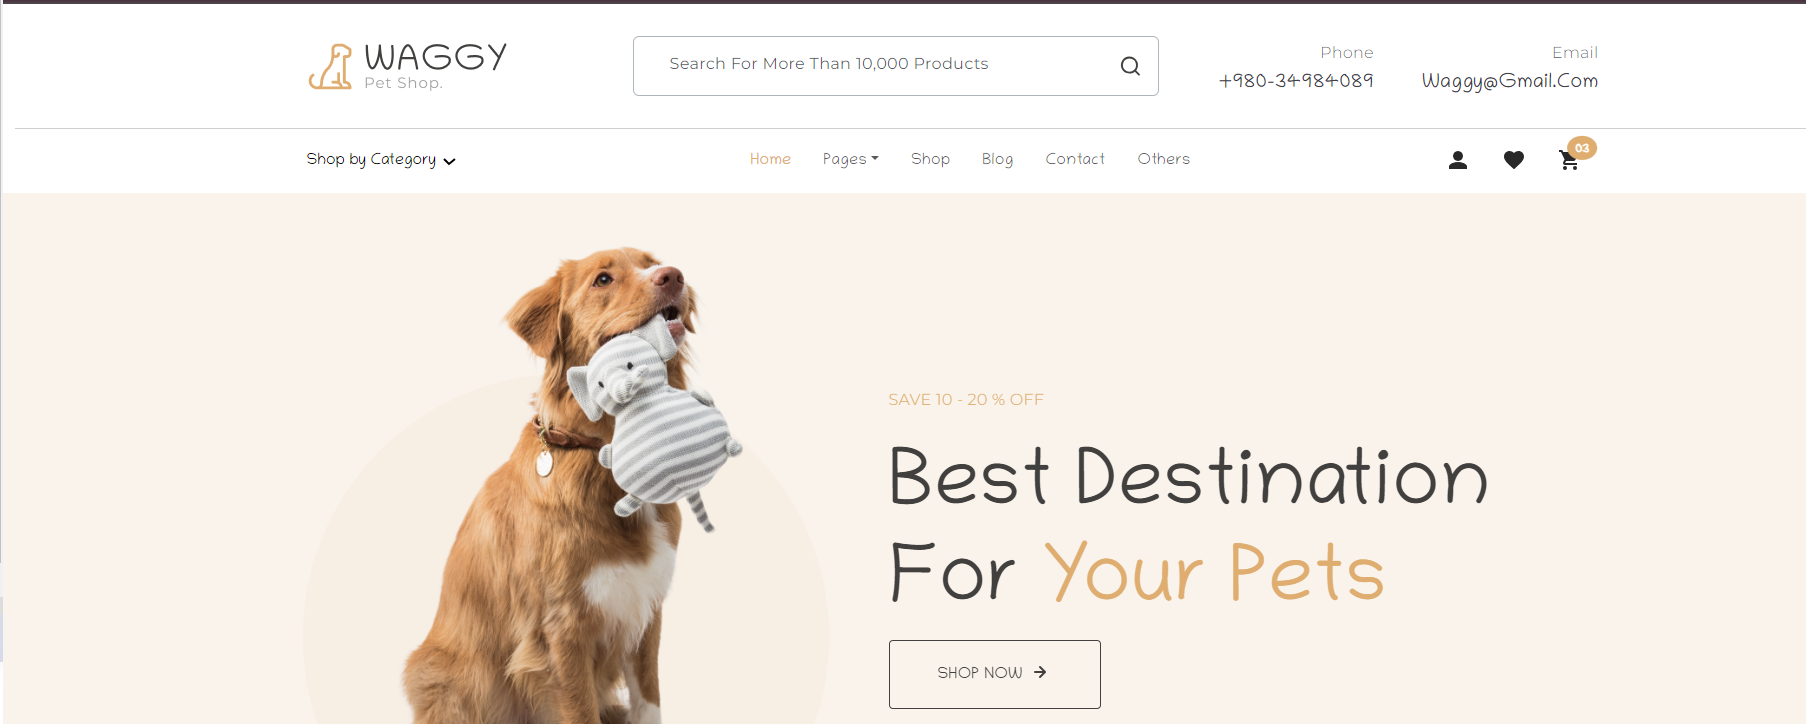 WAGGY
Pet Shop.
Search For More Than 10,000 Products
Phone
+980-34984089
Email
Waggy@Gmail.Com
Shop by Category
Home Pages Shop Blog Contact Others
03
SAVE 10 - 20 % OFF
Best Destination
For Your Pets
SHOP NOW